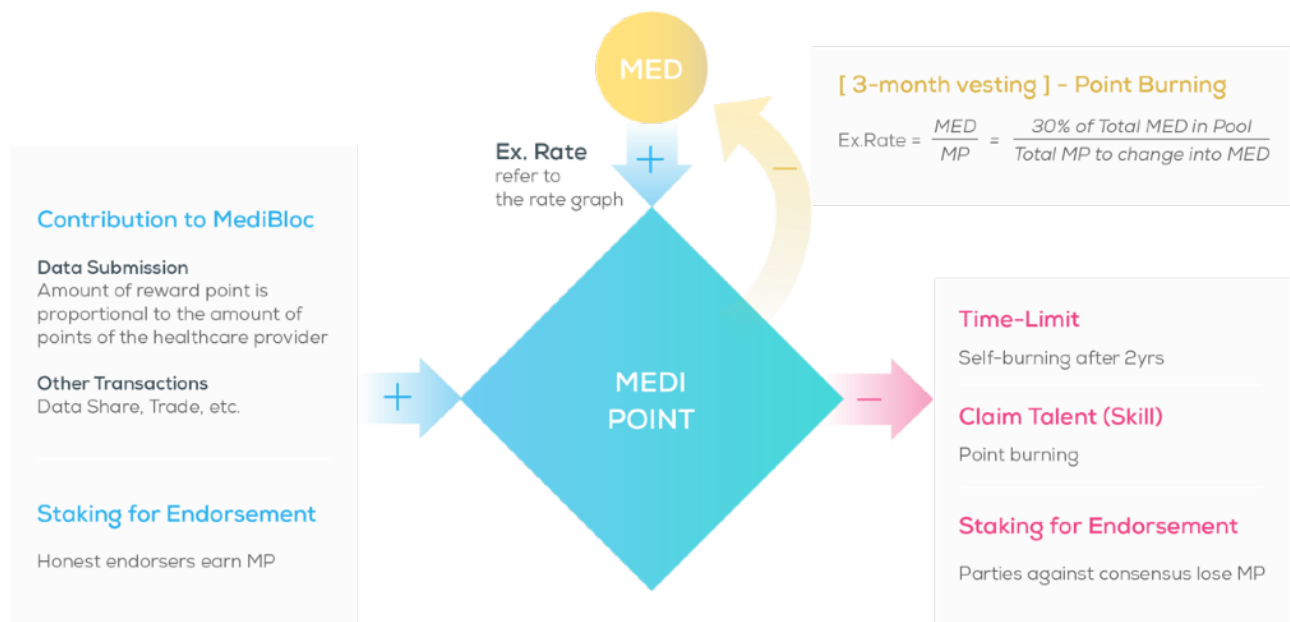 MED
[ 3-month vesting ] - Point Burning
Ex.Rate = MED / MP = 30% of Total MED in Pool / Total MP to change into MED
Ex. Rate
refer to
the rate graph
+
−
Contribution to MediBloc
Data Submission
Amount of reward point is
proportional to the amount of
points of the healthcare provider
Other Transactions
Data Share, Trade, etc.
+
Staking for Endorsement
Honest endorsers earn MP
MEDI
POINT
−
Time-Limit
Self-burning after 2yrs
Claim Talent (Skill)
Point burning
Staking for Endorsement
Parties against consensus lose MP